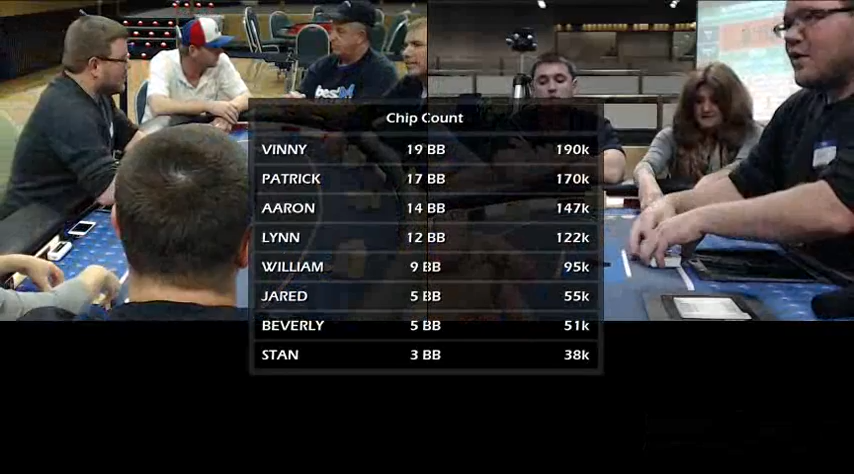 best
Chip Count
VINNY 19 BB 190k
PATRICK 17 BB 170k
AARON 14 BB 147k
LYNN 12 BB 122k
WILLIAM 9 BB 95k
JARED 5 BB 55k
BEVERLY 5 BB 51k
STAN 3 BB 38k